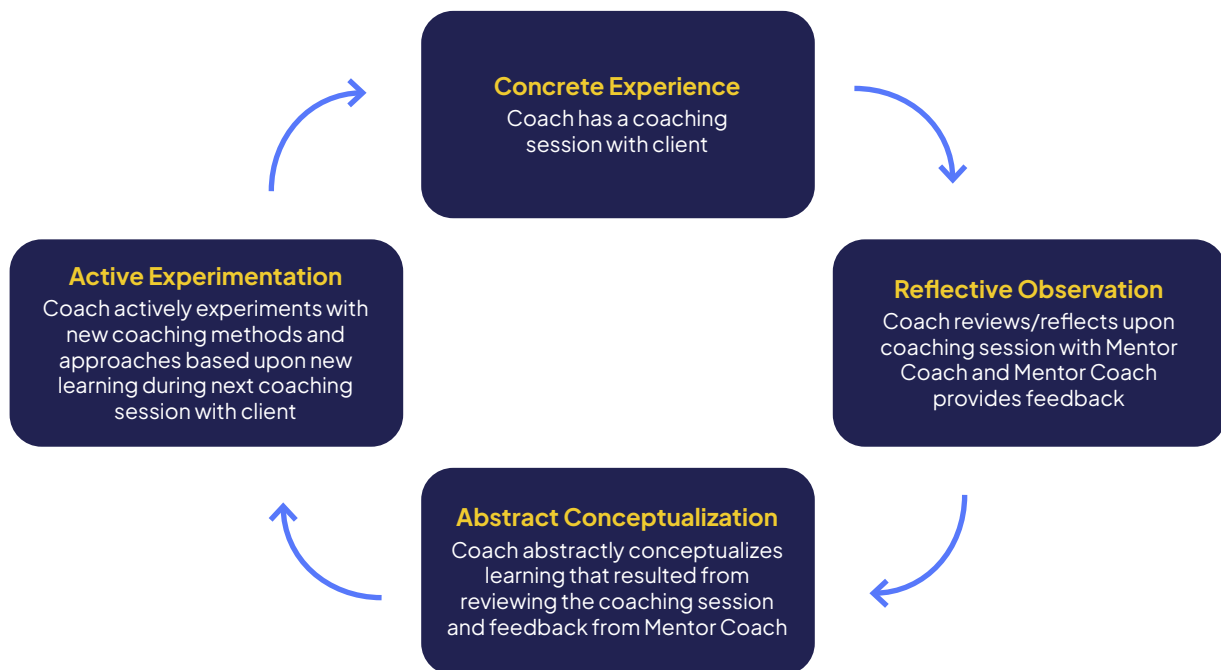 Concrete Experience
Coach has a coaching
session with client
Active Experimentation
Coach actively experiments with
new coaching methods and
approaches based upon new
learning during next coaching
session with client
Reflective Observation
Coach reviews/reflects upon
coaching session with Mentor
Coach and Mentor Coach
provides feedback
Abstract Conceptualization
Coach abstractly conceptualizes
learning that resulted from
reviewing the coaching session
and feedback from Mentor Coach